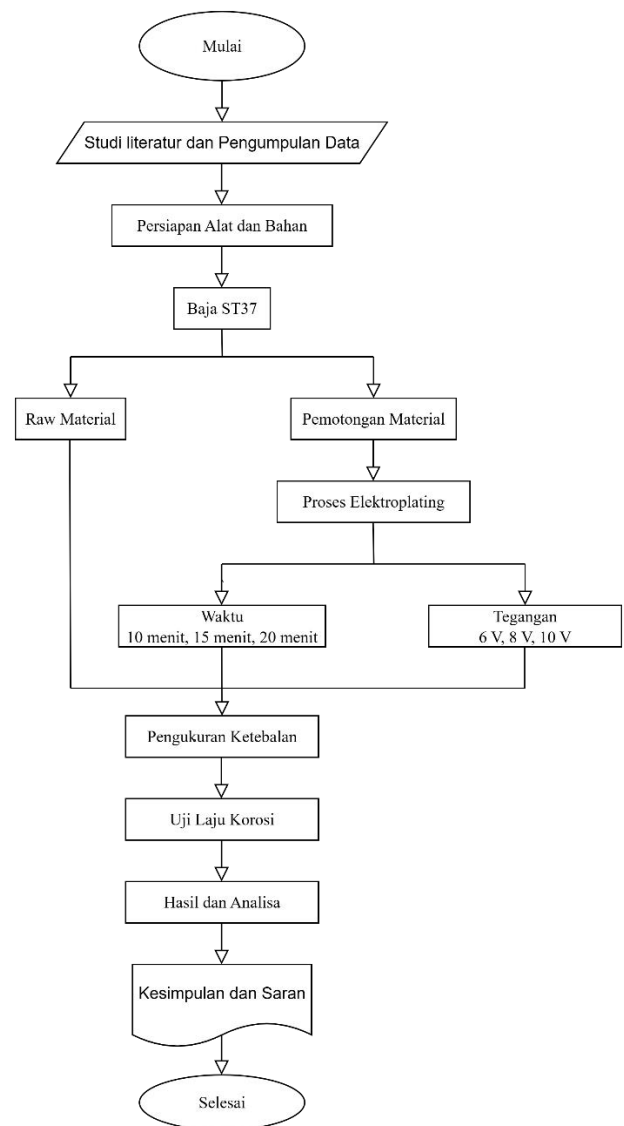 Mulai
Studi literatur dan Pengumpulan Data
Persiapan Alat dan Bahan
Baja ST37
Raw Material
Pemotongan Material
Proses Elektroplating
Waktu
10 menit, 15 menit, 20 menit
Tegangan
6 V, 8 V, 10 V
Pengukuran Ketebalan
Uji Laju Korosi
Hasil dan Analisa
Kesimpulan dan Saran
Selesai